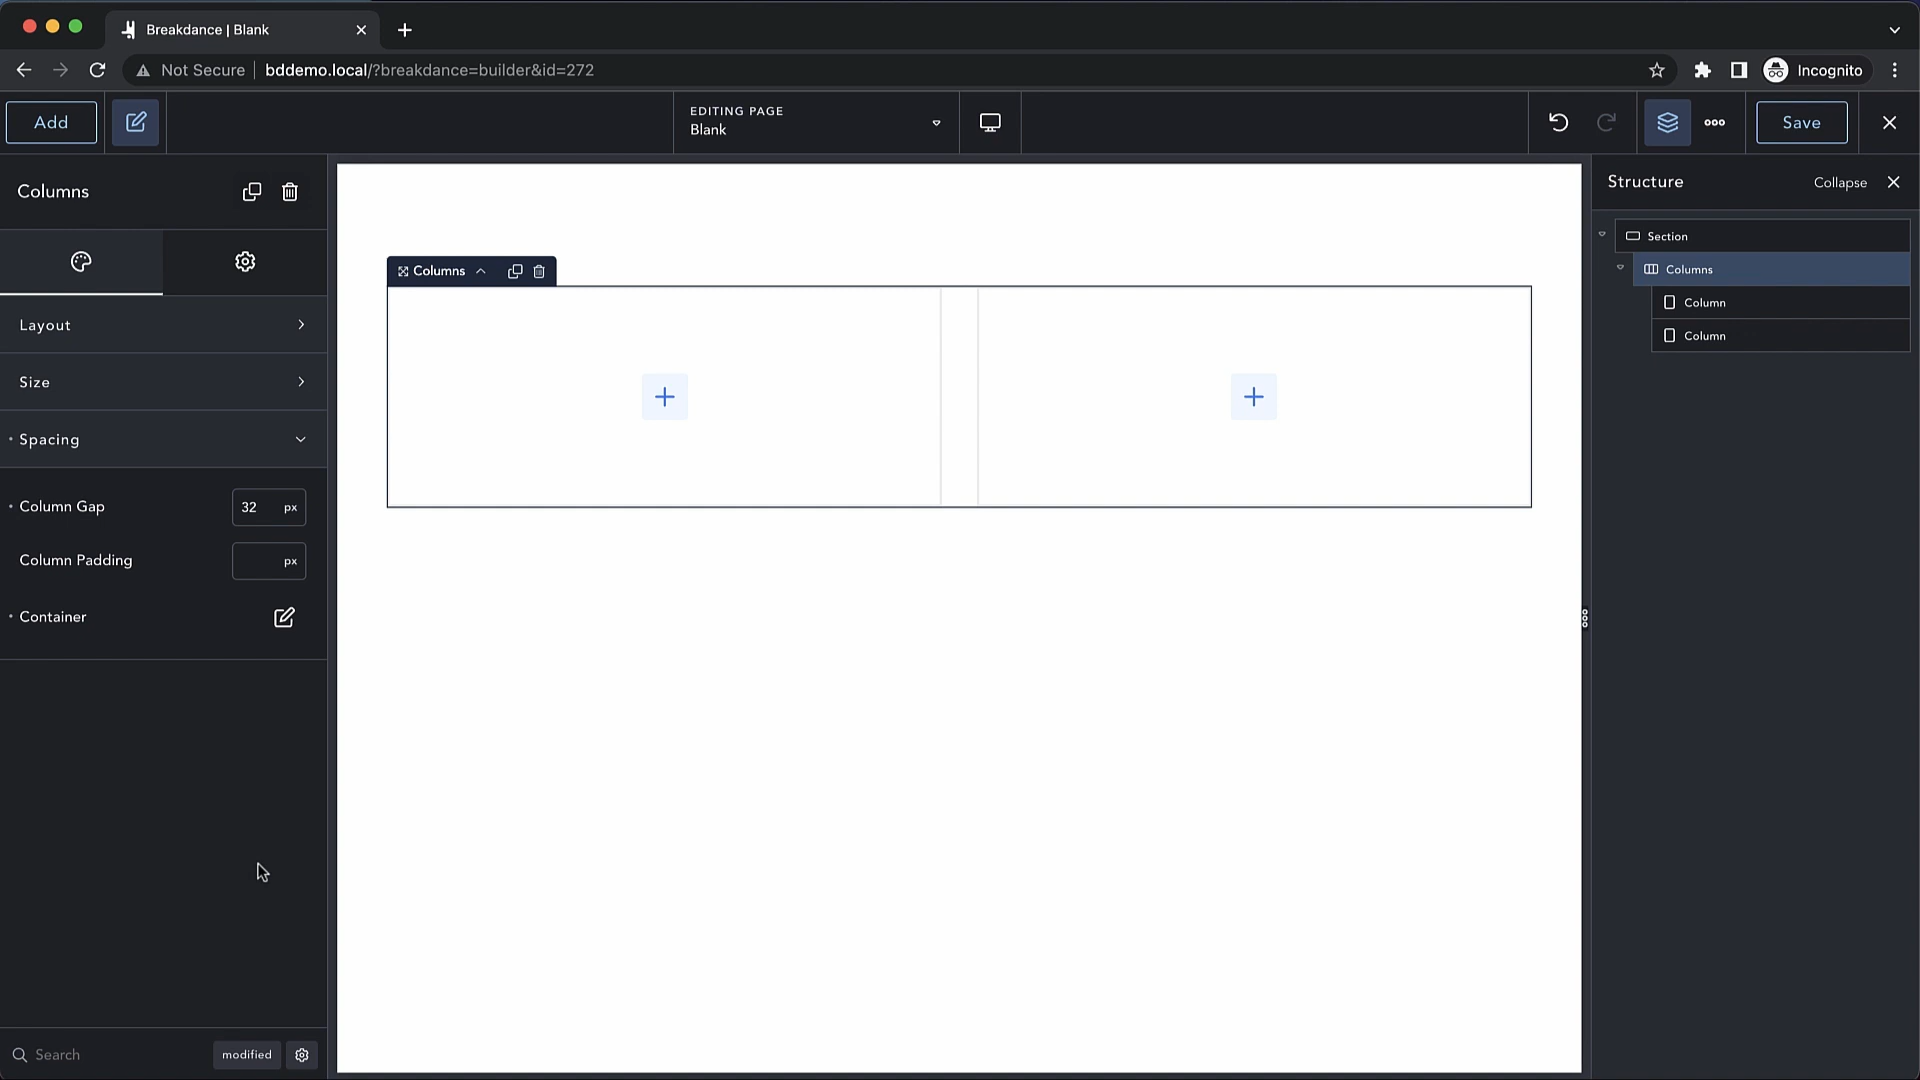 Breakdance | Blank
Not Secure
bddemo.local/?breakdance=builder&id=272
Incognito
Add
EDITING PAGE
Blank
Save
Columns
Layout
Size
Spacing
Column Gap
32 px
Column Padding
px
Container
Search
modified
Columns
Structure
Collapse
Section
Columns
Column
Column